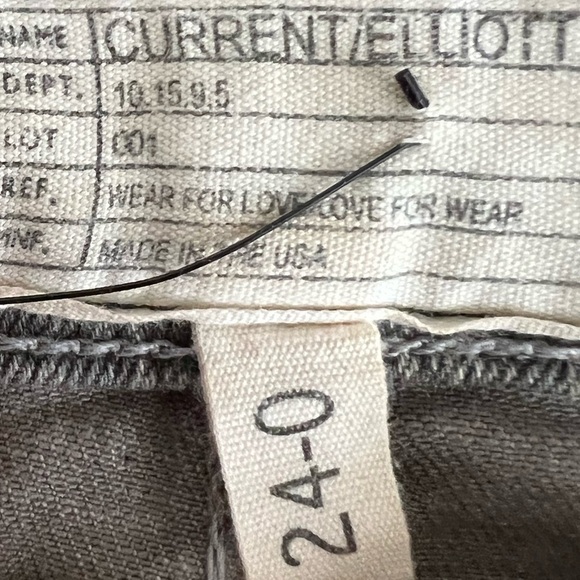 NAME CURRENT/ELLIOTT
DEPT. 10.15.9.5
LOT 001
REF. WEAR FOR LOVE LOVE FOR WEAR
INF. MADE IN THE USA
24-0